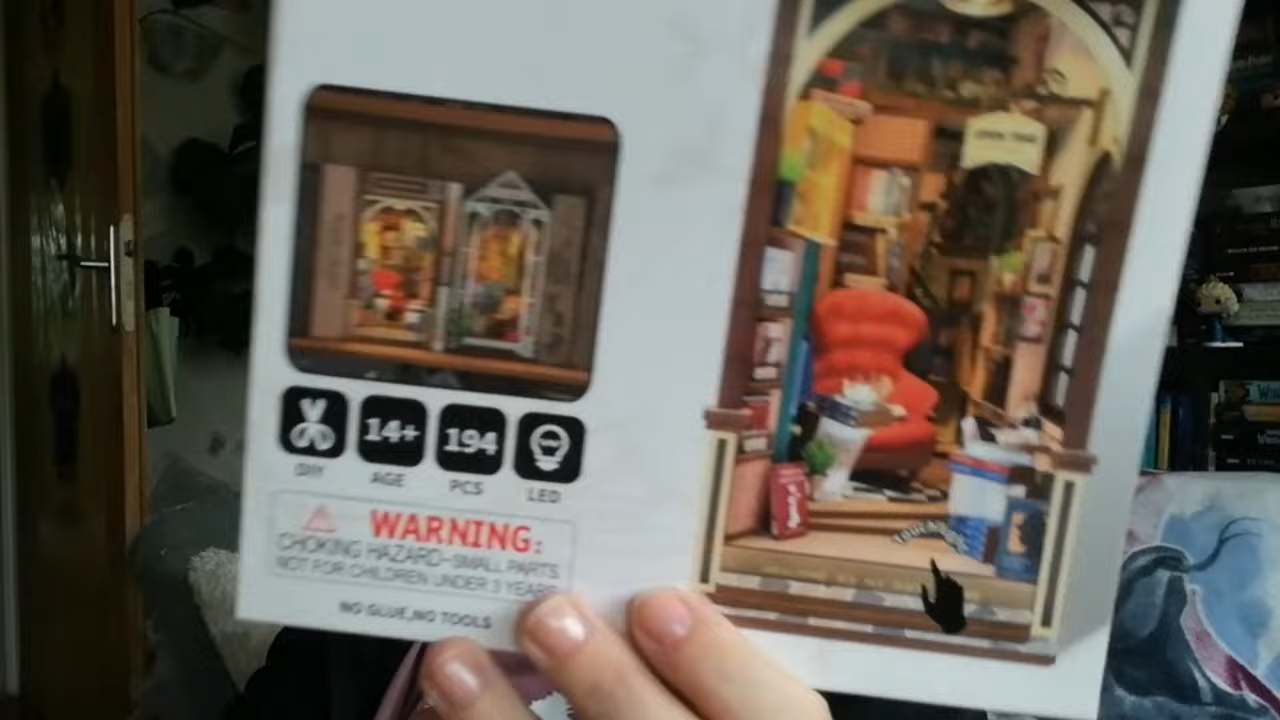 14+
194
DIY
AGE
PCS
LED
WARNING:
CHOKING HAZARD-SMALL PARTS
NOT FOR CHILDREN UNDER 3 YEARS
NO GLUE,NO TOOLS